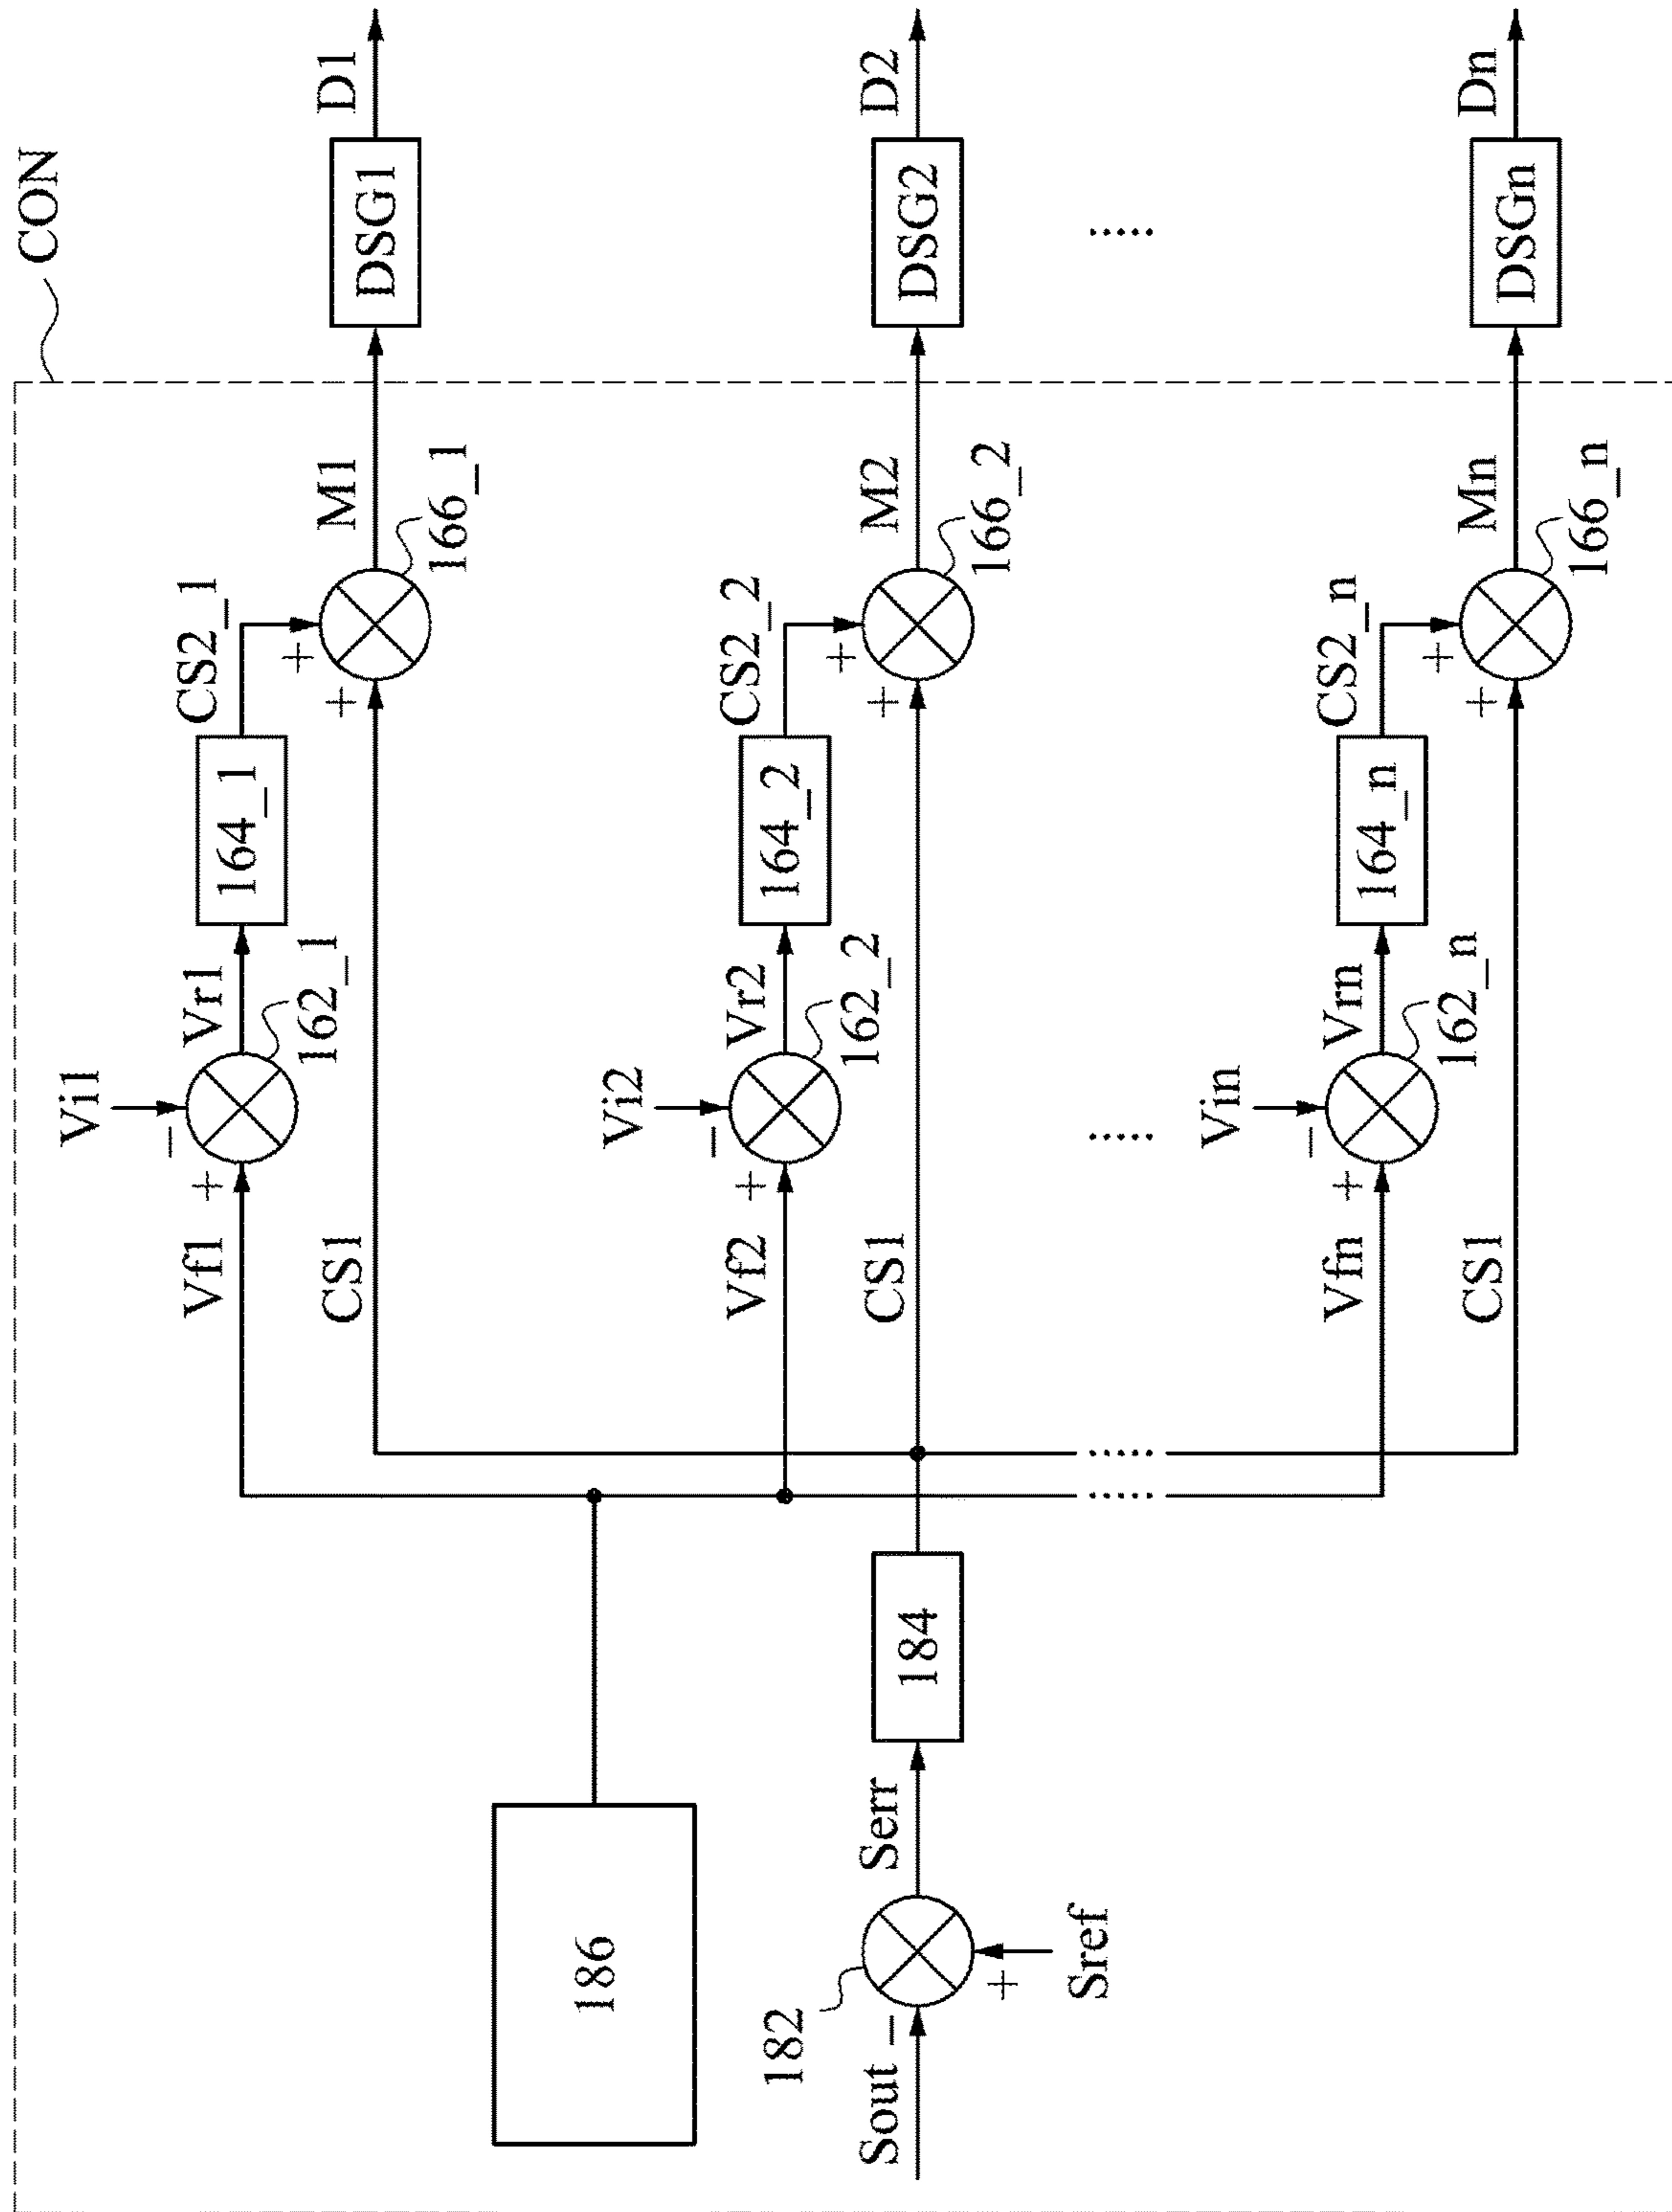 CON
Vi1
−
+
Vf1
Vr1
162_1
164_1
CS2_1
+
+
CS1
M1
166_1
DSG1
D1
Vi2
−
+
Vf2
Vr2
162_2
164_2
CS2_2
+
+
CS1
M2
166_2
DSG2
D2
186
Sout
−
182
+
Sref
Serr
184
.....
.....
.....
.....
Vin
−
+
Vfn
Vrn
162_n
164_n
CS2_n
+
+
CS1
Mn
166_n
DSGn
Dn